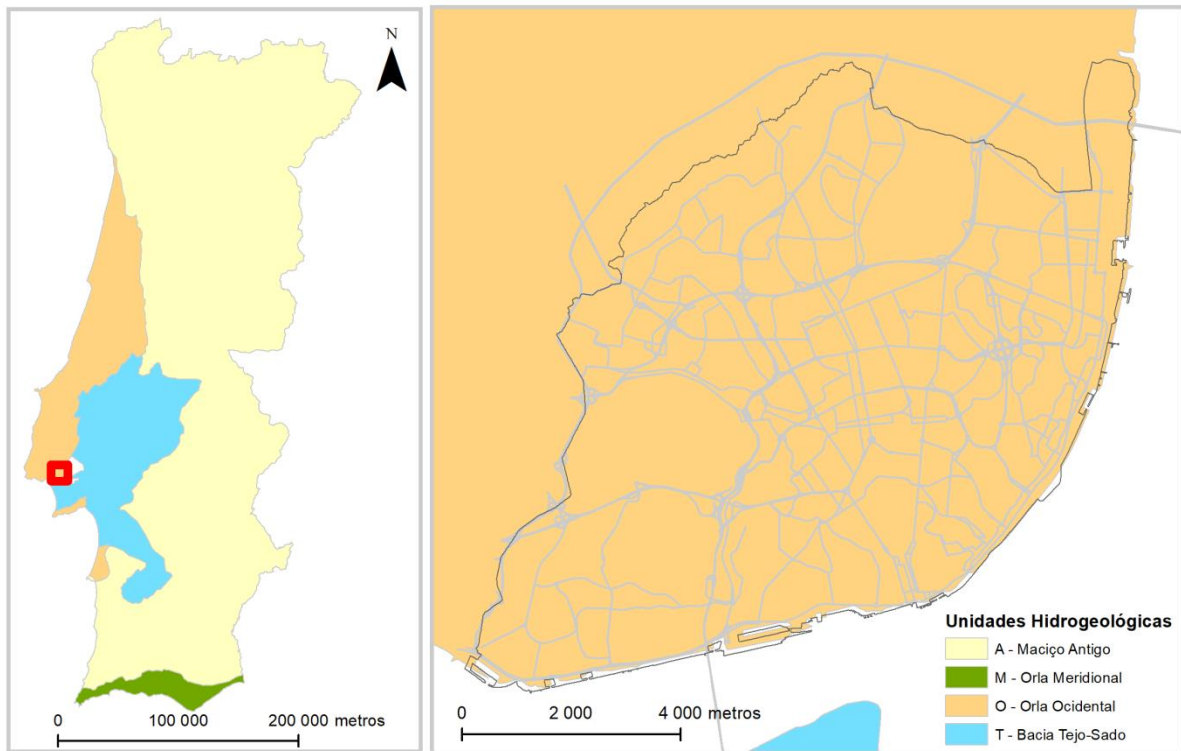 N
0 100 000 200 000 metros
0 2 000 4 000 metros
Unidades Hidrogeológicas
A - Maciço Antigo
M - Orla Meridional
O - Orla Ocidental
T - Bacia Tejo-Sado